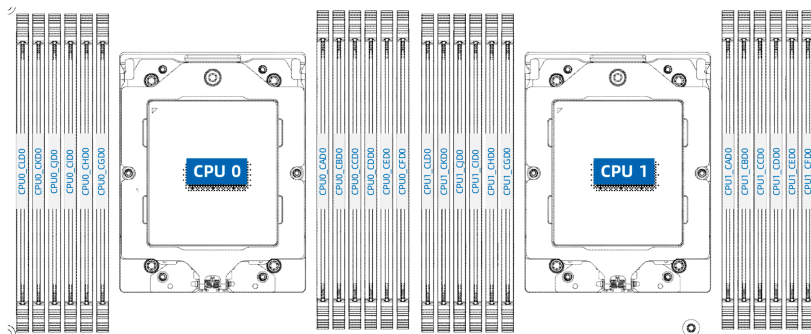 CPU0_CLD0
CPU0_CKD0
CPU0_CJD0
CPU0_CID0
CPU0_CHD0
CPU0_CGD0
CPU 0
CPU0_CAD0
CPU0_CBD0
CPU0_CCD0
CPU0_CDD0
CPU0_CED0
CPU0_CFD0
CPU1_CLD0
CPU1_CKD0
CPU1_CJD0
CPU1_CID0
CPU1_CHD0
CPU1_CGD0
CPU 1
CPU1_CAD0
CPU1_CBD0
CPU1_CCD0
CPU1_CDD0
CPU1_CED0
CPU1_CFD0